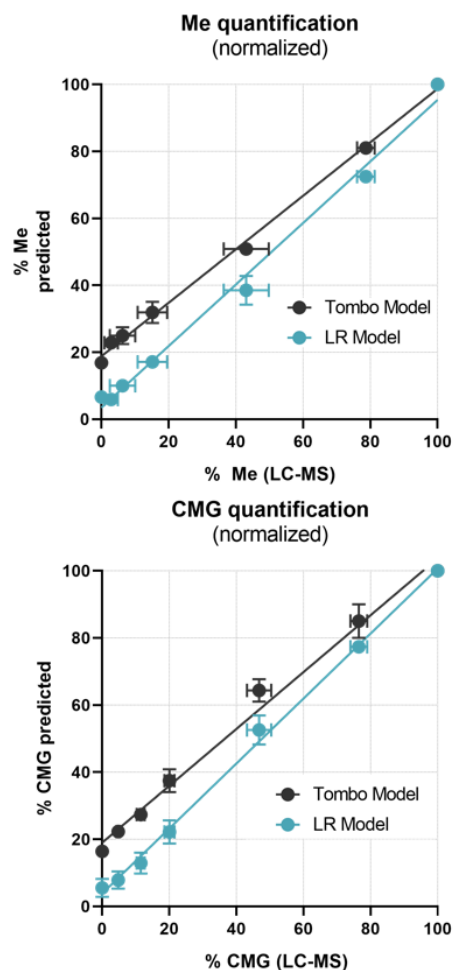 Me quantification
(normalized)
100
80
60
40
20
0
% Me
predicted
Tombo Model
LR Model
0 20 40 60 80 100
% Me (LC-MS)
CMG quantification
(normalized)
100
80
60
40
20
0
% CMG predicted
Tombo Model
LR Model
0 20 40 60 80 100
% CMG (LC-MS)